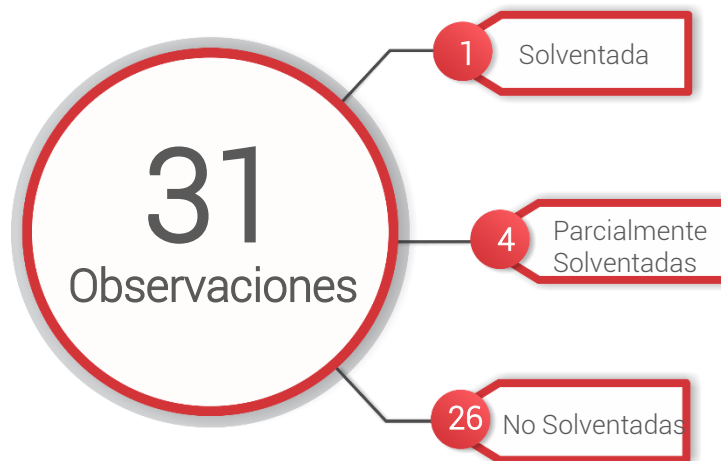 31
Observaciones
1
Solventada
4
Parcialmente
Solventadas
26
No Solventadas